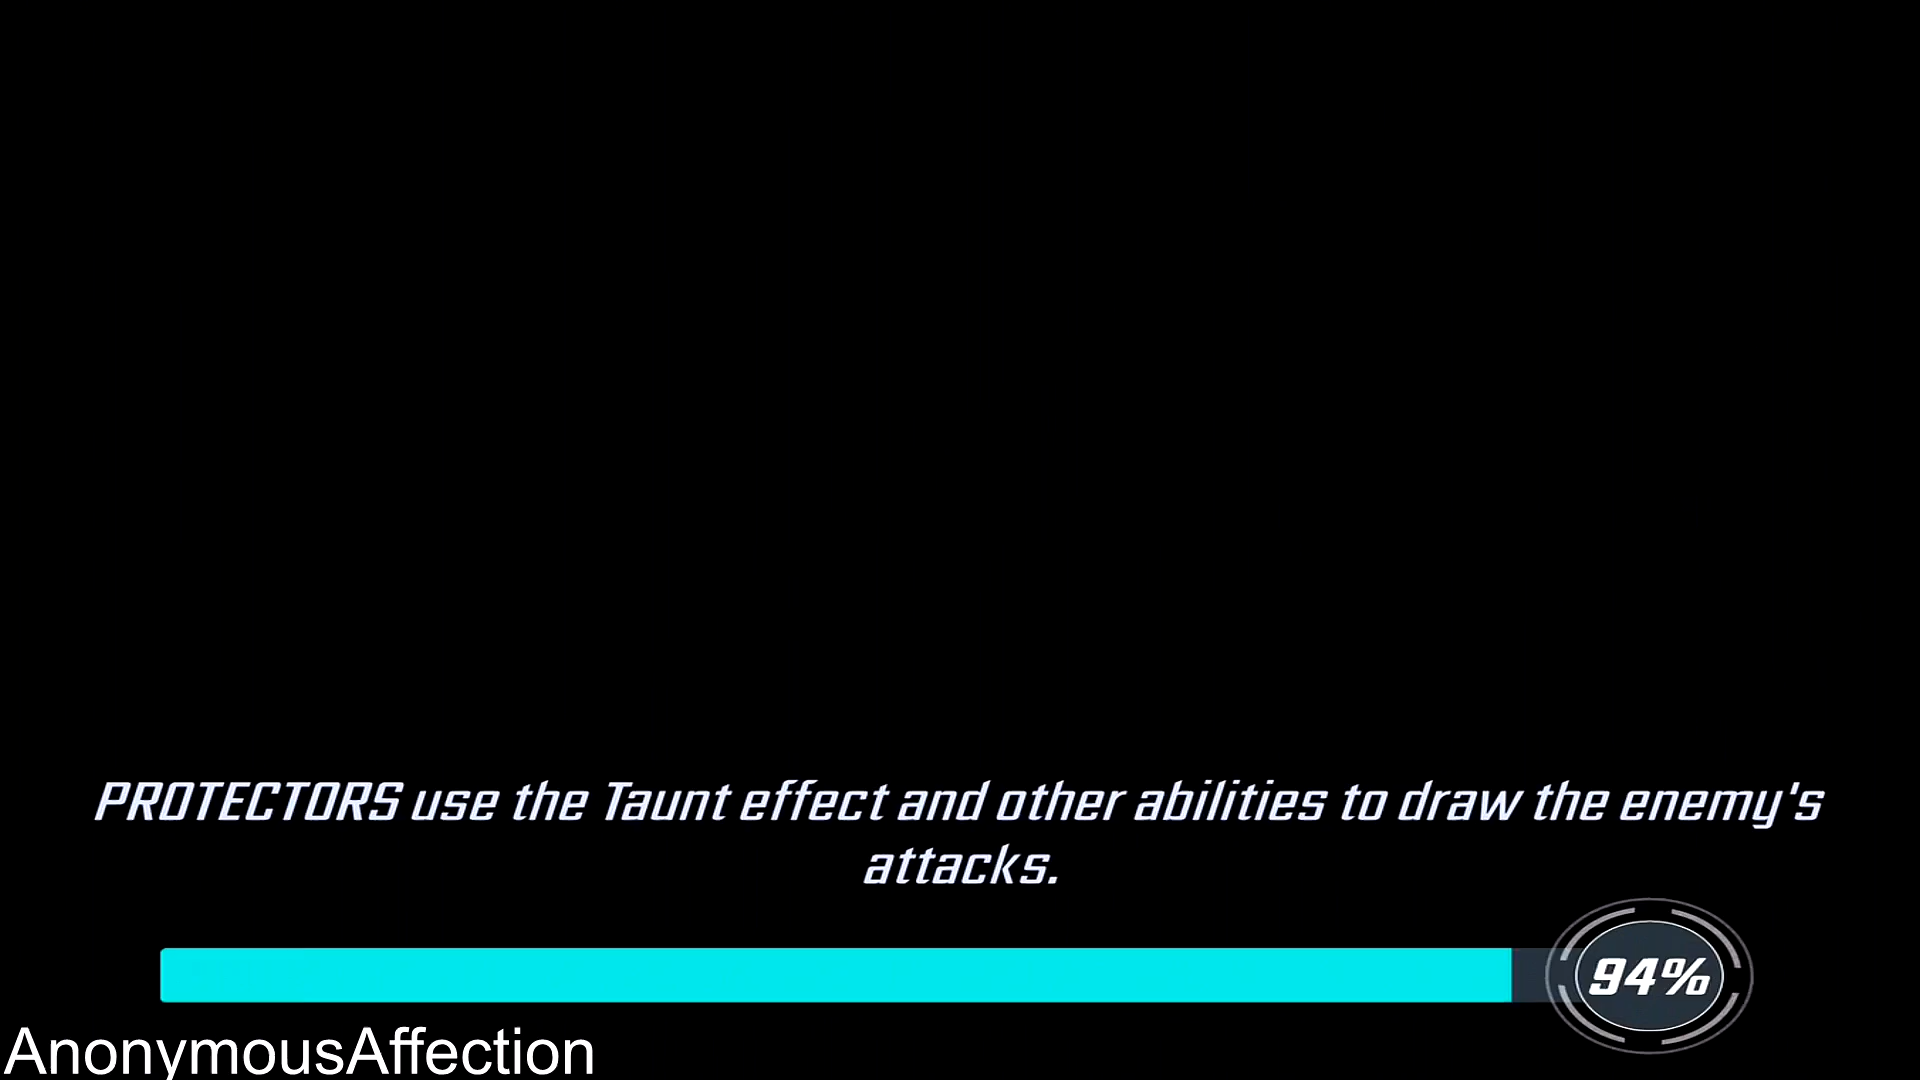 PROTECTORS use the Taunt effect and other abilities to draw the enemy's
attacks.
94%
AnonymousAffection